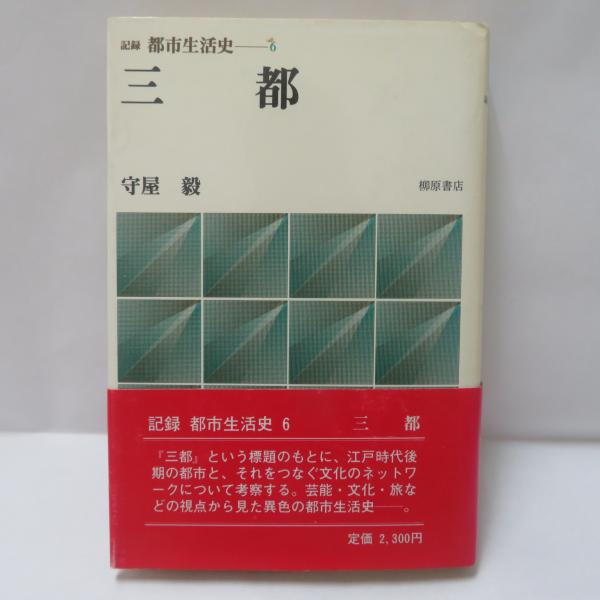 記録 都市生活史――6
三 都
守屋 毅
柳原書店
記録 都市生活史 6 三 都
『三都』という標題のもとに、江戸時代後
期の都市と、それをつなぐ文化のネットワ
ークについて考察する。芸能・文化・旅な
どの視点から見た異色の都市生活史――。
定価 2,300円